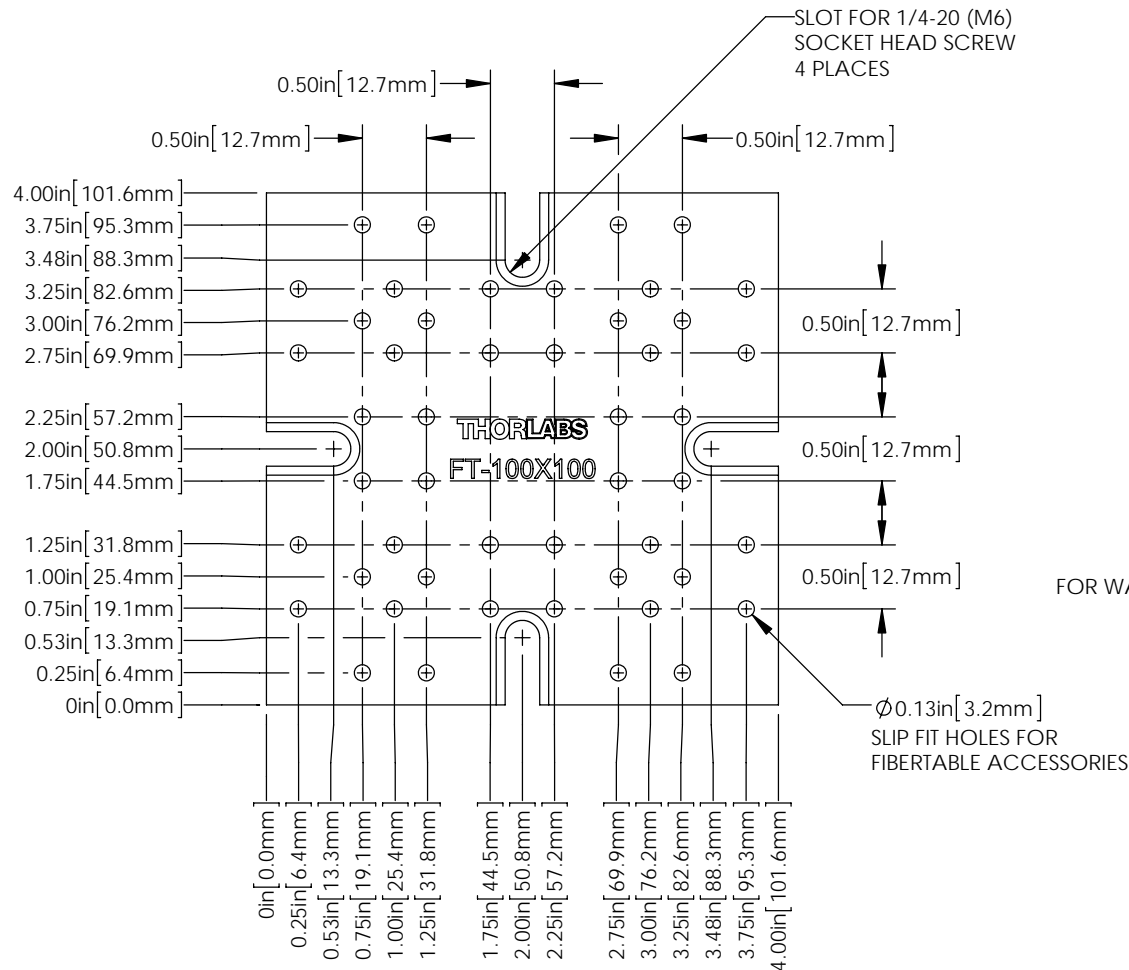 SLOT FOR 1/4-20 (M6)
SOCKET HEAD SCREW
4 PLACES
0.50in[12.7mm]
0.50in[12.7mm]
0.50in[12.7mm]
4.00in[101.6mm]
3.75in[95.3mm]
3.48in[88.3mm]
3.25in[82.6mm]
3.00in[76.2mm]
2.75in[69.9mm]
2.25in[57.2mm]
2.00in[50.8mm]
1.75in[44.5mm]
1.25in[31.8mm]
1.00in[25.4mm]
0.75in[19.1mm]
0.53in[13.3mm]
0.25in[6.4mm]
0in[0.0mm]
THORLABS
FT-100X100
0.50in[12.7mm]
0.50in[12.7mm]
0.50in[12.7mm]
FOR WA
Ø0.13in[3.2mm]
SLIP FIT HOLES FOR
FIBERTABLE ACCESSORIES
0in[0.0mm]
0.25in[6.4mm]
0.53in[13.3mm]
0.75in[19.1mm]
1.00in[25.4mm]
1.25in[31.8mm]
1.75in[44.5mm]
2.00in[50.8mm]
2.25in[57.2mm]
2.75in[69.9mm]
3.00in[76.2mm]
3.25in[82.6mm]
3.48in[88.3mm]
3.75in[95.3mm]
4.00in[101.6mm]